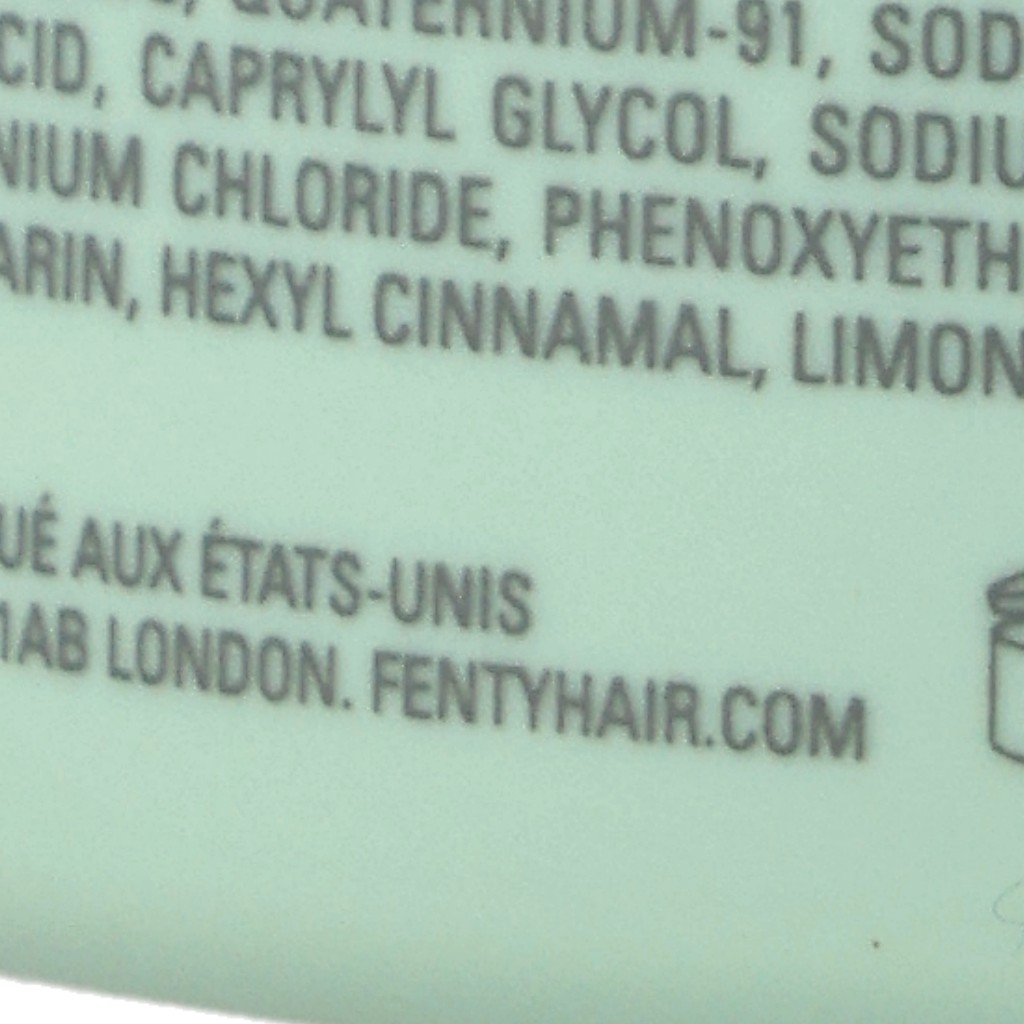 QUATERNIUM-91, SOD
CID, CAPRYLYL GLYCOL, SODIU
NIUM CHLORIDE, PHENOXYETH
ARIN, HEXYL CINNAMAL, LIMON
UÉ AUX ÉTATS-UNIS
1AB LONDON. FENTYHAIR.COM